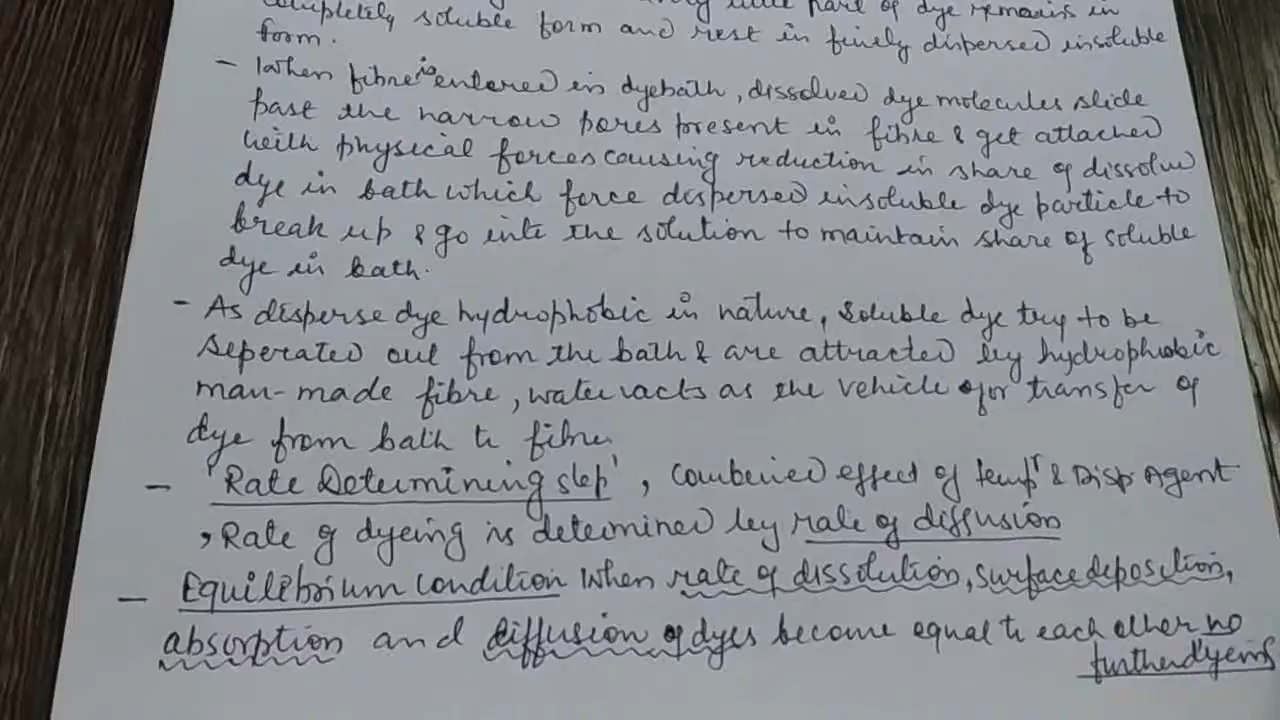 completely soluble form and rest in finely dispersed insoluble
form.
- When fibre is entered in dyebath, dissolved dye molecules slide
past the narrow pores present in fibre & get attached
with physical forces causing reduction in share of dissolve
dye in bath which force dispersed insoluble dye particle to
break up & go into the solution to maintain share of soluble
dye in bath.
- As disperse dye hydrophobic in nature, soluble dye try to be
seperated out from the bath & are attracted by hydrophobic
man-made fibre, water acts as the vehicle for transfer of
dye from bath to fibre
- 'Rate Determining step', Combined effect of tempr & Disp Agent
, Rate of dyeing is determined by rate of diffusion
- Equilibrium condition when rate of dissolution, surface deposition,
absorption and diffusion of dyes become equal to each other no
further dyeing